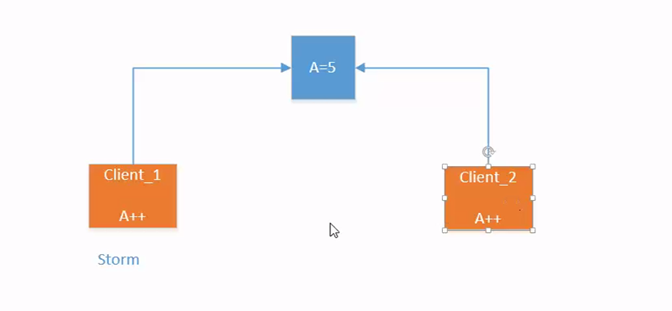 A=5
Client_1
A++
Client_2
A++
Storm